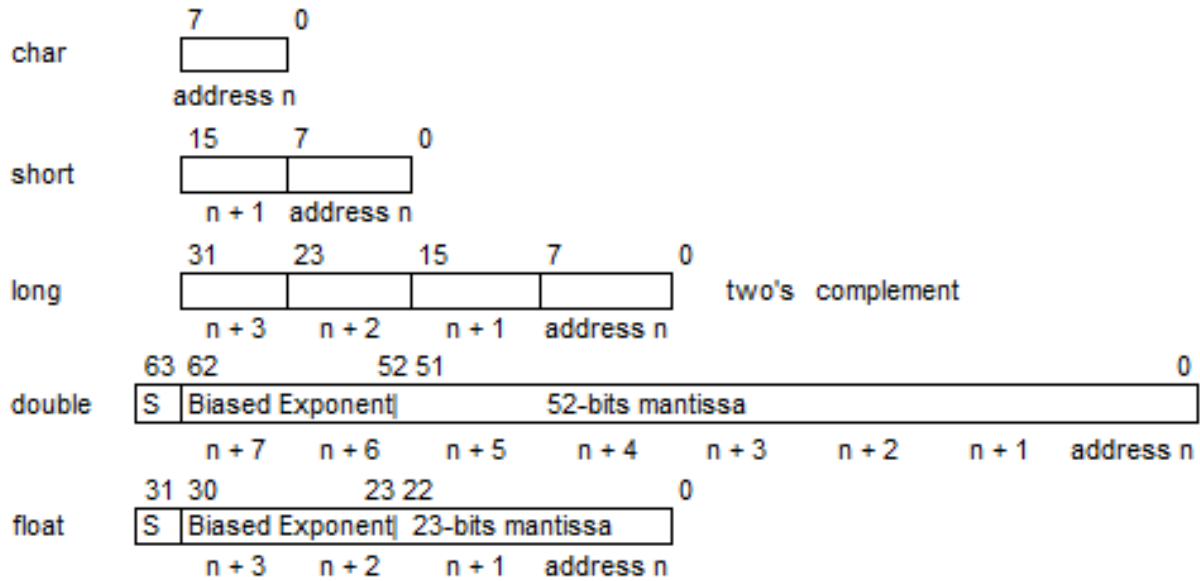 7 0
char
address n
15 7 0
short
n + 1 address n
31 23 15 7 0
long two's complement
n + 3 n + 2 n + 1 address n
63 62 52 51 0
double S Biased Exponent 52-bits mantissa
n + 7 n + 6 n + 5 n + 4 n + 3 n + 2 n + 1 address n
31 30 23 22 0
float S Biased Exponent 23-bits mantissa
n + 3 n + 2 n + 1 address n